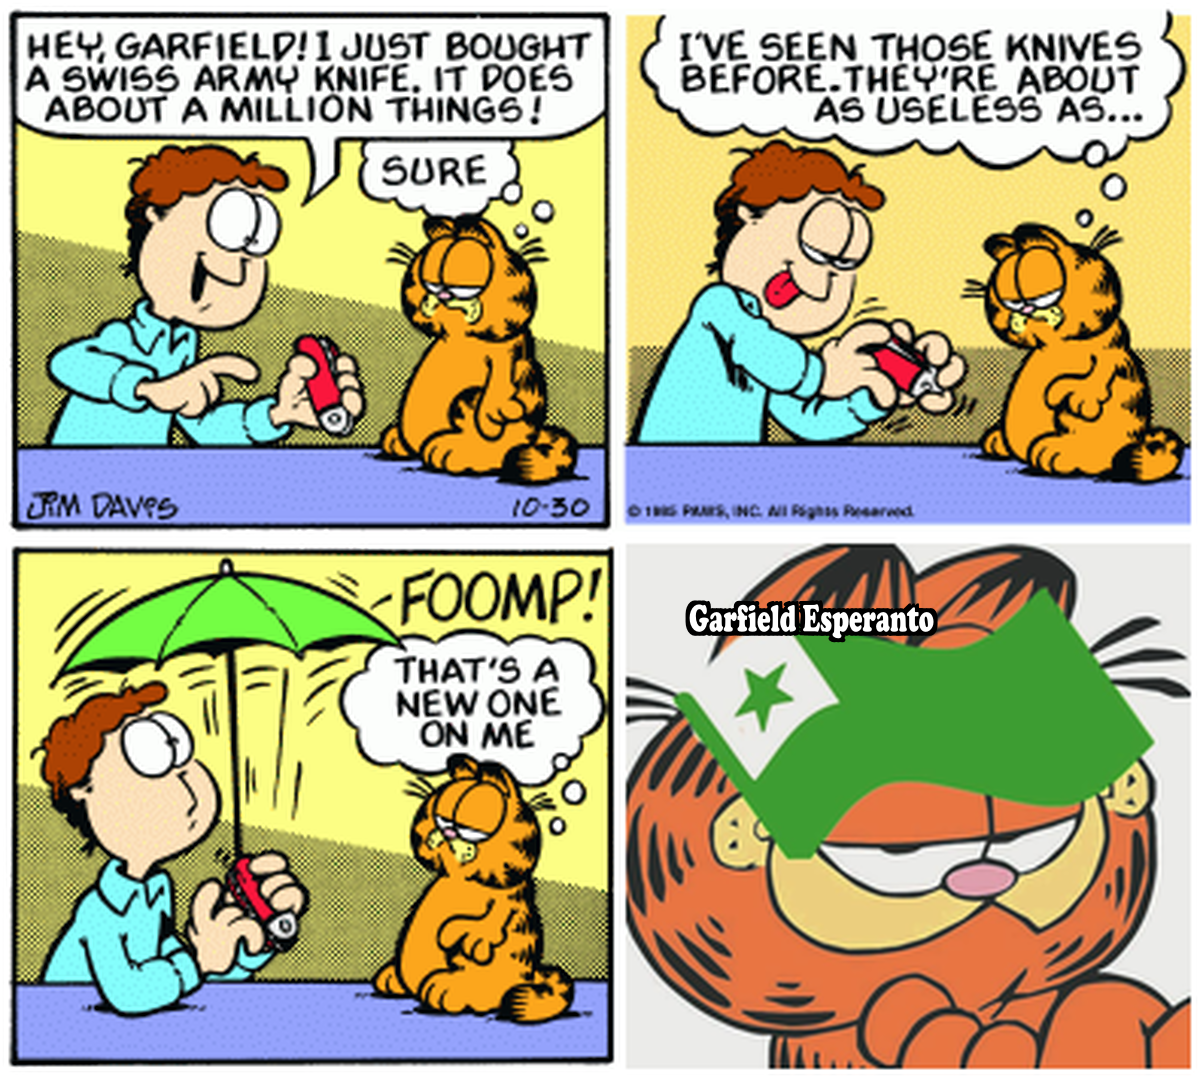 HEY, GARFIELD! I JUST BOUGHT
A SWISS ARMY KNIFE. IT DOES
ABOUT A MILLION THINGS!
SURE
JIM DAVIS
10-30
I'VE SEEN THOSE KNIVES
BEFORE. THEY'RE ABOUT
AS USELESS AS...
© 1985 PAWS, INC. All Rights Reserved.
FOOMP!
THAT'S A
NEW ONE
ON ME
Garfield Esperanto